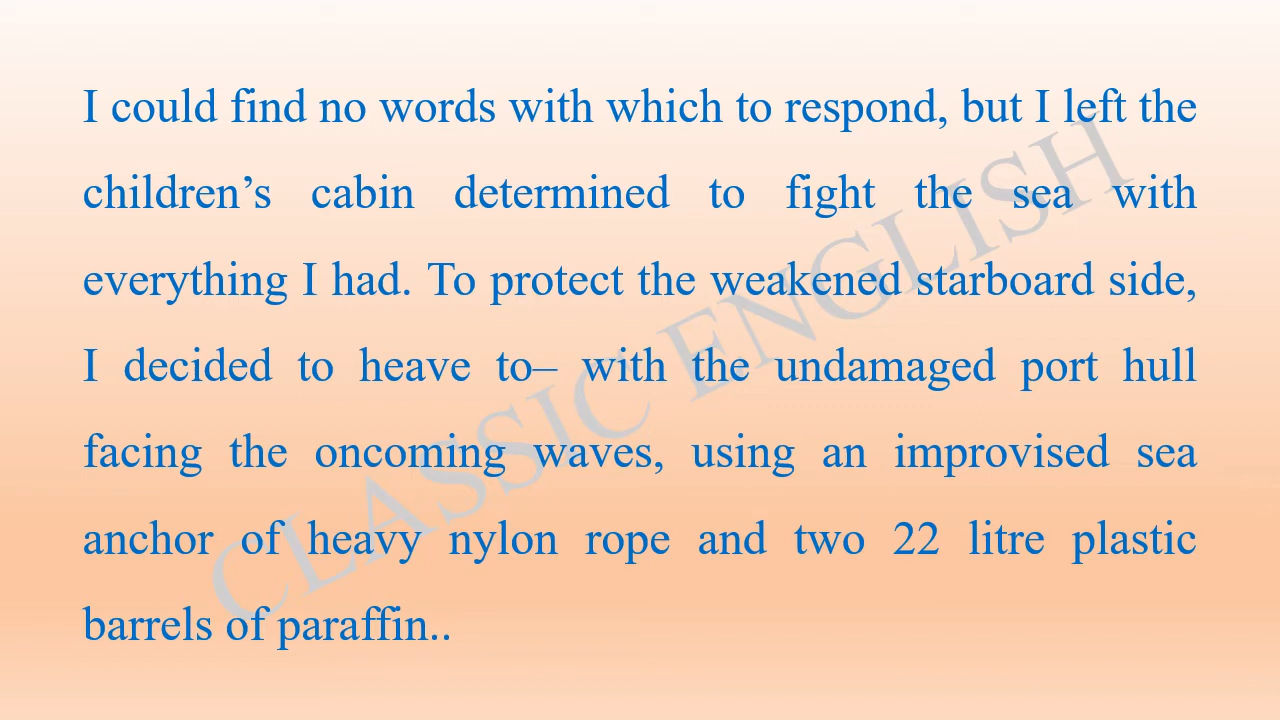 I could find no words with which to respond, but I left the
children’s cabin determined to fight the sea with
everything I had. To protect the weakened starboard side,
I decided to heave to– with the undamaged port hull
facing the oncoming waves, using an improvised sea
anchor of heavy nylon rope and two 22 litre plastic
barrels of paraffin..
CLASSIC ENGLISH